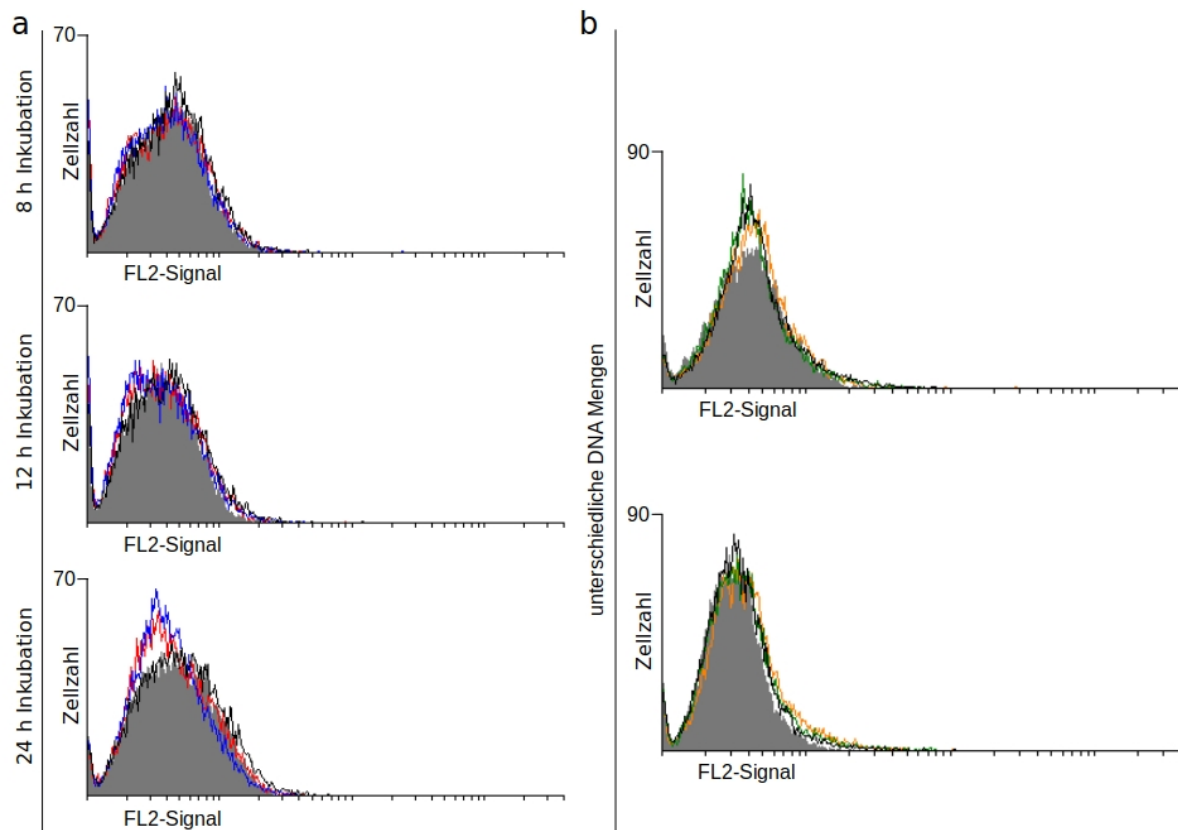 a
8 h Inkubation
70
Zellzahl
FL2-Signal
12 h Inkubation
70
Zellzahl
FL2-Signal
24 h Inkubation
70
Zellzahl
FL2-Signal
b
unterschiedliche DNA Mengen
90
Zellzahl
FL2-Signal
90
Zellzahl
FL2-Signal